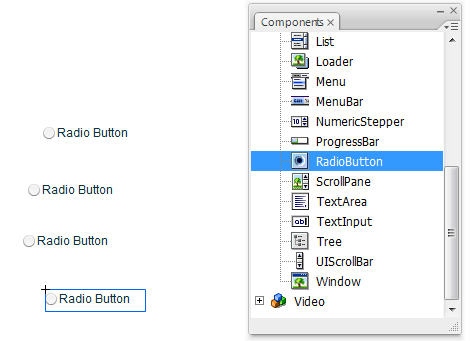 Radio Button
Radio Button
Radio Button
Radio Button
Components
List
Loader
Menu
MenuBar
NumericStepper
ProgressBar
RadioButton
ScrollPane
TextArea
TextInput
Tree
UIScrollBar
Window
Video